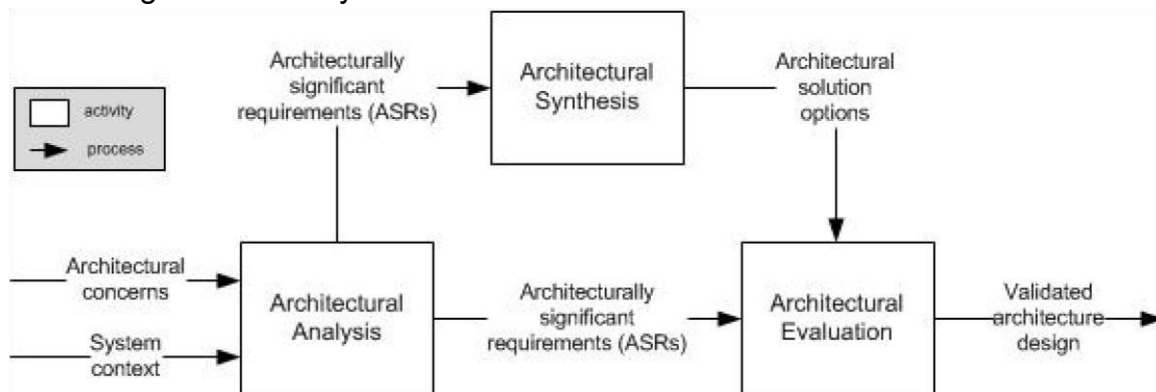 Architecturally
significant
requirements (ASRs)
Architectural
Synthesis
Architectural
solution
options
activity
process
Architectural
concerns
System
context
Architectural
Analysis
Architecturally
significant
requirements (ASRs)
Architectural
Evaluation
Validated
architecture
design